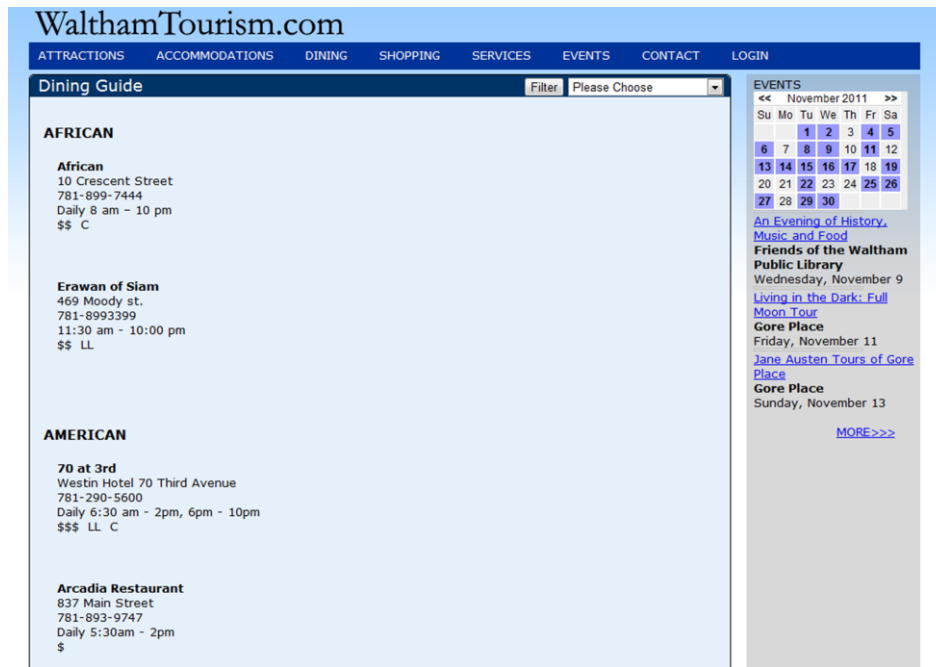 WalthamTourism.com
ATTRACTIONS ACCOMMODATIONS DINING SHOPPING SERVICES EVENTS CONTACT LOGIN
Dining Guide
Filter Please Choose
AFRICAN
African
10 Crescent Street
781-899-7444
Daily 8 am – 10 pm
$$ C
Erawan of Siam
469 Moody st.
781-8993399
11:30 am - 10:00 pm
$$ LL
AMERICAN
70 at 3rd
Westin Hotel 70 Third Avenue
781-290-5600
Daily 6:30 am - 2pm, 6pm - 10pm
$$$ LL C
Arcadia Restaurant
837 Main Street
781-893-9747
Daily 5:30am - 2pm
$
EVENTS
<< November 2011 >>
Su Mo Tu We Th Fr Sa
1 2 3 4 5
6 7 8 9 10 11 12
13 14 15 16 17 18 19
20 21 22 23 24 25 26
27 28 29 30
An Evening of History,
Music and Food
Friends of the Waltham
Public Library
Wednesday, November 9
Living in the Dark: Full
Moon Tour
Gore Place
Friday, November 11
Jane Austen Tours of Gore
Place
Gore Place
Sunday, November 13
MORE>>>